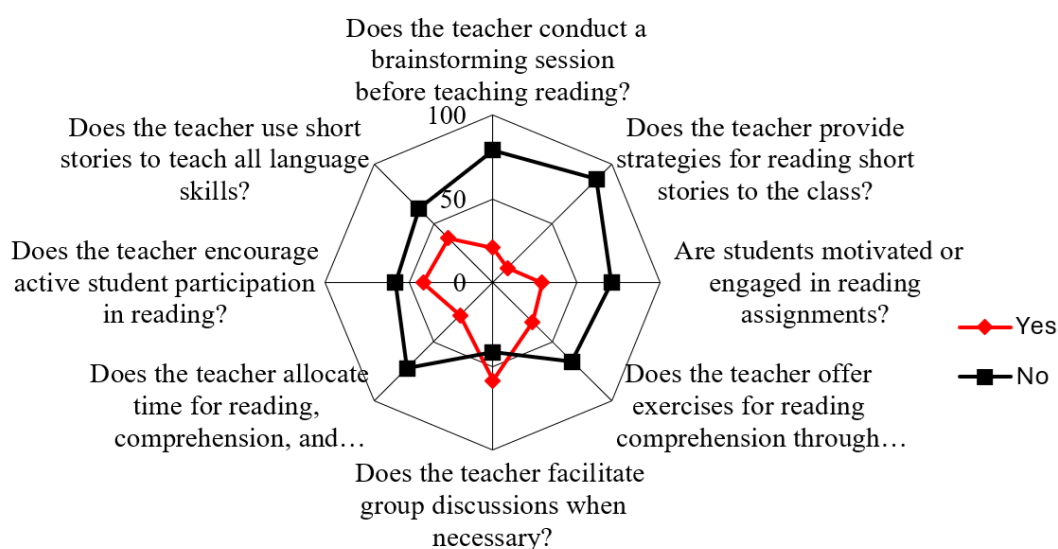 Does the teacher conduct a
brainstorming session
before teaching reading?
100
Does the teacher use short
stories to teach all language
skills?
Does the teacher provide
strategies for reading short
stories to the class?
50
Does the teacher encourage
active student participation
in reading?
0
Are students motivated or
engaged in reading
assignments?
Yes
No
Does the teacher allocate
time for reading,
comprehension, and…
Does the teacher offer
exercises for reading
comprehension through…
Does the teacher facilitate
group discussions when
necessary?